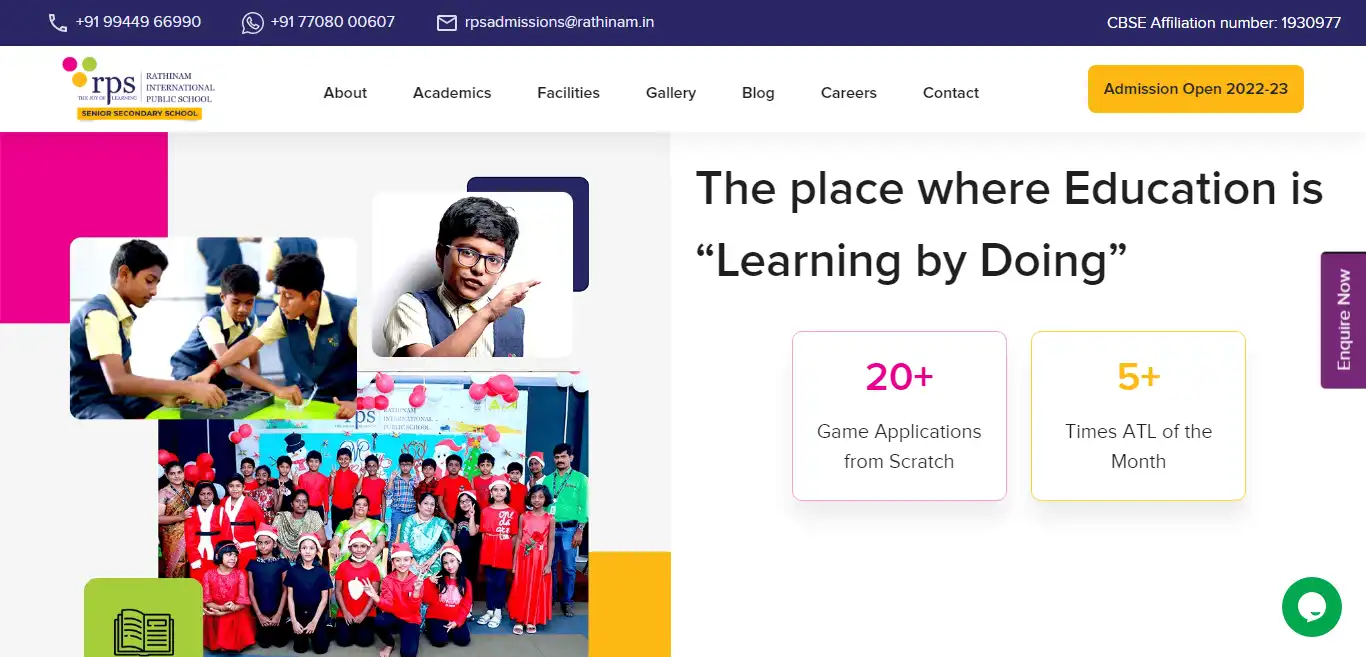 +91 99449 66990
+91 77080 00607
rpsadmissions@rathinam.in
CBSE Affiliation number: 1930977
rps
THE JOY OF LEARNING
RATHINAM
INTERNATIONAL
PUBLIC SCHOOL
SENIOR SECONDARY SCHOOL
About
Academics
Facilities
Gallery
Blog
Careers
Contact
Admission Open 2022-23
The place where Education is
“Learning by Doing”
20+
Game Applications
from Scratch
5+
Times ATL of the
Month
Enquire Now
rps
RATHINAM
INTERNATIONAL
PUBLIC SCHOOL